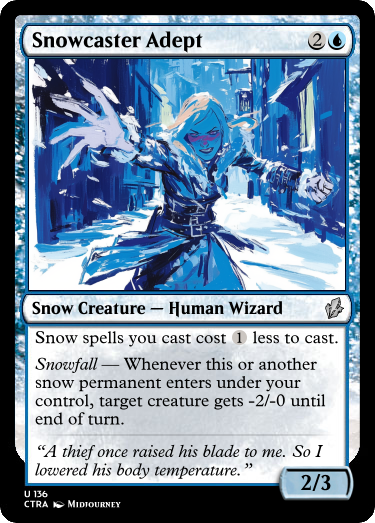 Snowcaster Adept 2
Snow Creature — Human Wizard
Snow spells you cast cost 1 less to cast.
Snowfall — Whenever this or another
snow permanent enters under your
control, target creature gets -2/-0 until
end of turn.
“A thief once raised his blade to me. So I
lowered his body temperature.”
2/3
U 136
CTRA Midjourney